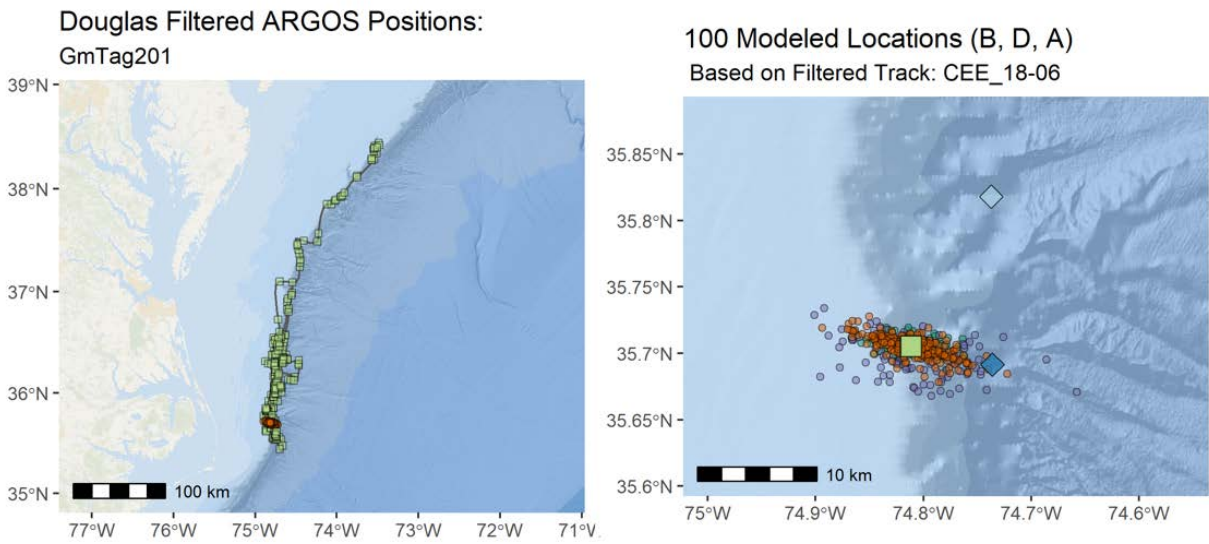 Douglas Filtered ARGOS Positions:
GmTag201
39°N
38°N
37°N
36°N
35°N
100 km
77°W
76°W
75°W
74°W
73°W
72°W
71°W
100 Modeled Locations (B, D, A)
Based on Filtered Track: CEE_18-06
35.85°N
35.8°N
35.75°N
35.7°N
35.65°N
35.6°N
10 km
75°W
74.9°W
74.8°W
74.7°W
74.6°W